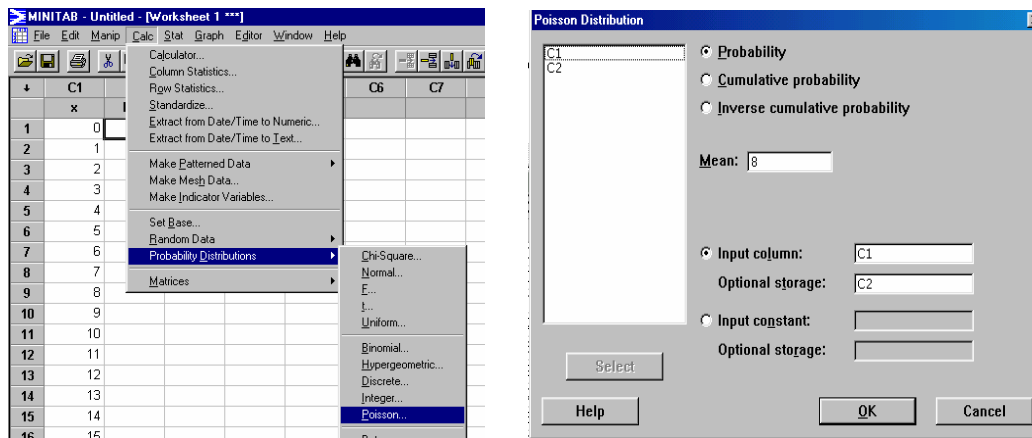 MINITAB - Untitled - [Worksheet 1 ***]
File Edit Manip Calc Stat Graph Editor Window Help
Calculator...
Column Statistics...
Row Statistics...
Standardize...
Extract from Date/Time to Numeric...
Extract from Date/Time to Text...
Make Patterned Data
Make Mesh Data...
Make Indicator Variables...
Set Base...
Random Data
Probability Distributions
Matrices
Chi-Square...
Normal...
F...
t...
Uniform...
Binomial...
Hypergeometric...
Discrete...
Integer...
Poisson...
C1 C6 C7
x
1 0
2 1
3 2
4 3
5 4
6 5
7 6
8 7
9 8
10 9
11 10
12 11
13 12
14 13
15 14
16 15
Poisson Distribution
C1
C2
Probability
Cumulative probability
Inverse cumulative probability
Mean: 8
Input column: C1
Optional storage: C2
Input constant:
Optional storage:
Select
Help OK Cancel